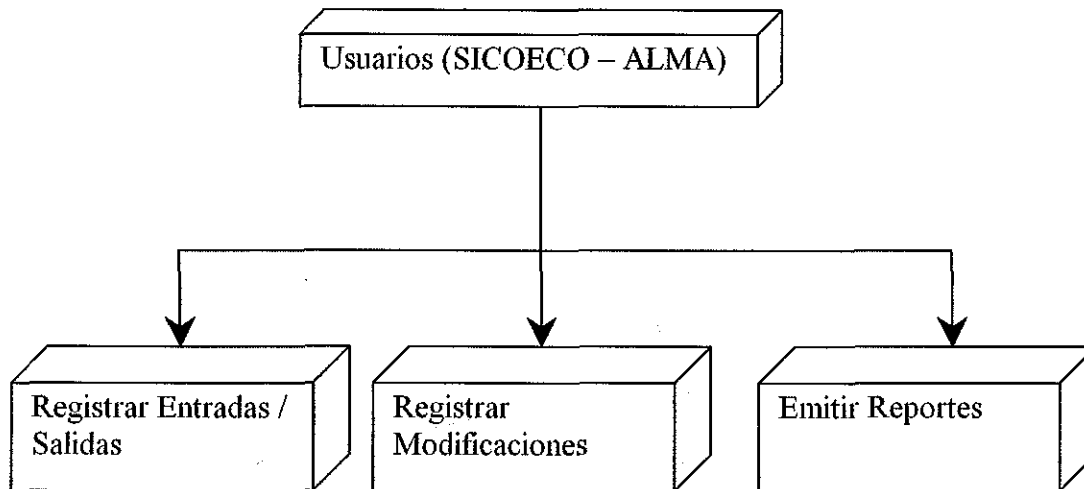 Usuarios (SICOECO – ALMA)
Registrar Entradas /
Salidas
Registrar
Modificaciones
Emitir Reportes